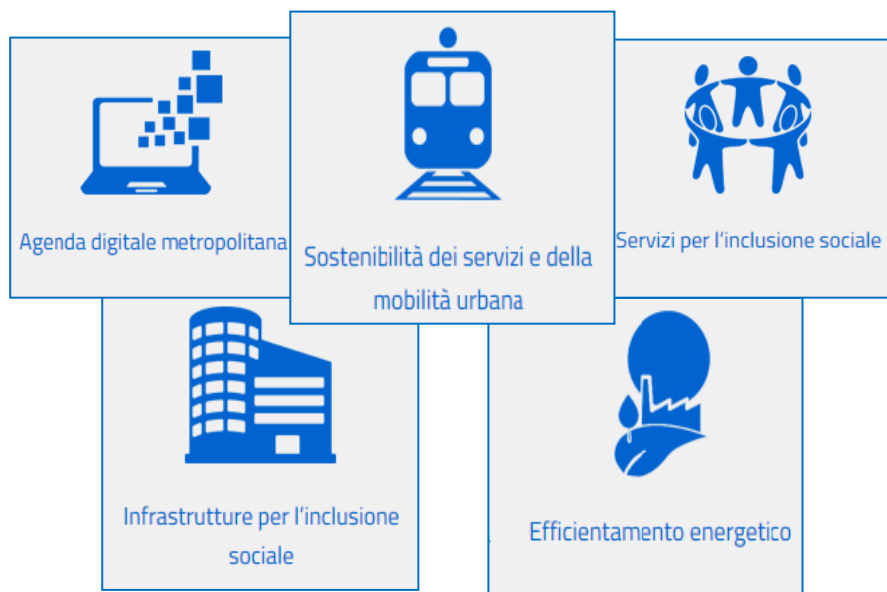 Agenda digitale metropolitana
Sostenibilità dei servizi e della
mobilità urbana
Servizi per l'inclusione sociale
Infrastrutture per l'inclusione
sociale
Efficientamento energetico